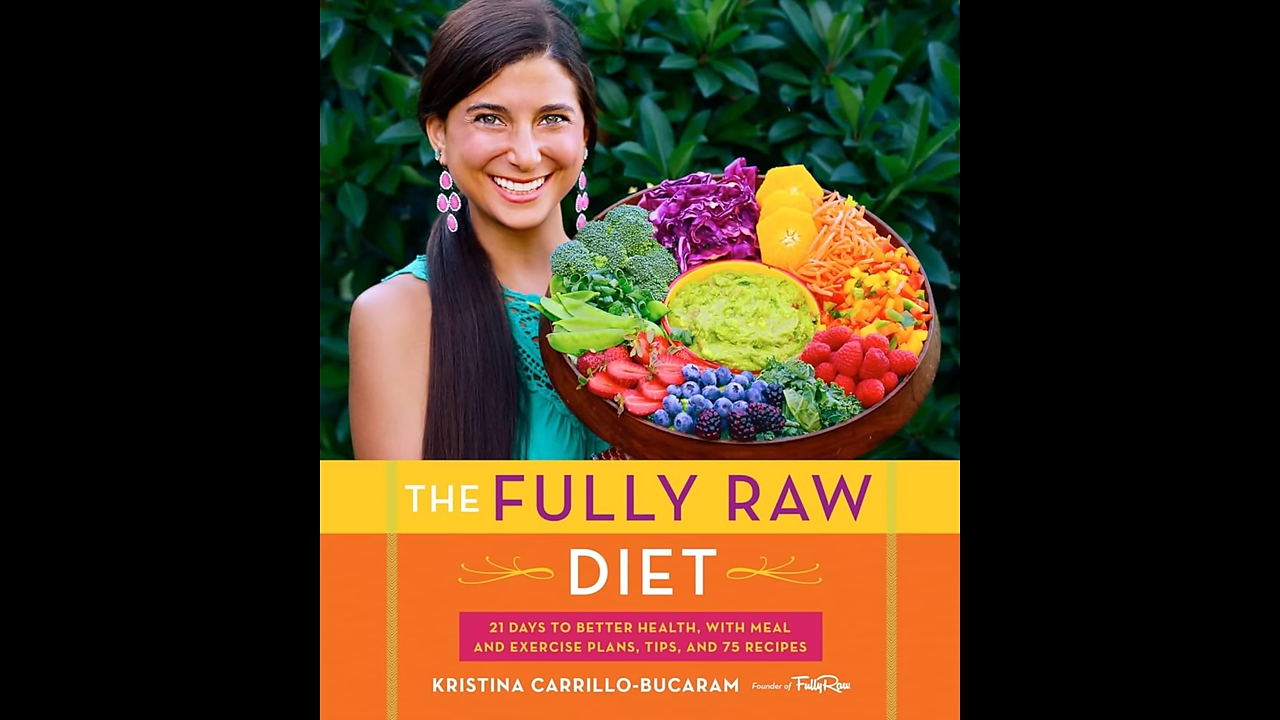 THE FULLY RAW
DIET
21 DAYS TO BETTER HEALTH, WITH MEAL
AND EXERCISE PLANS, TIPS, AND 75 RECIPES
KRISTINA CARRILLO-BUCARAM Founder of FullyRaw